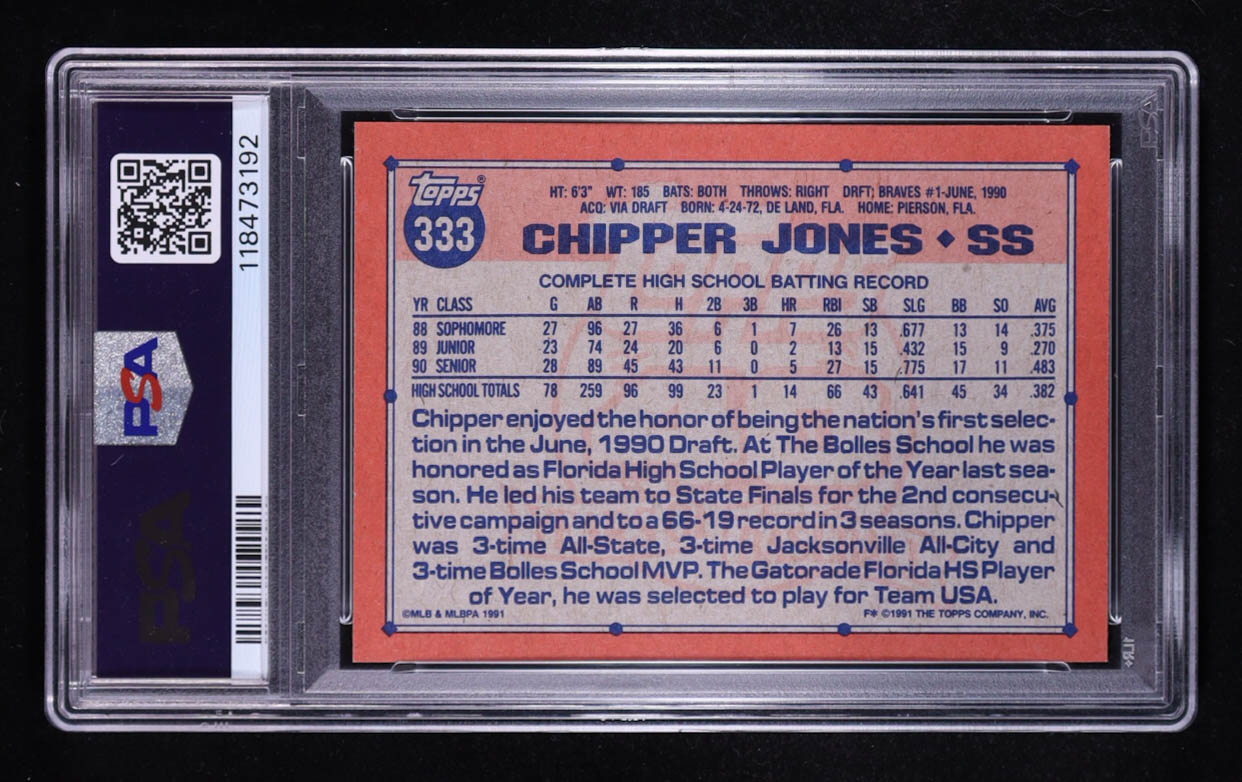 PSA
118473192
PSA
TOPPS®
333
HT: 6'3" WT: 185 BATS: BOTH THROWS: RIGHT DRFT: BRAVES #1-JUNE, 1990
ACQ: VIA DRAFT BORN: 4-24-72, DE LAND, FLA. HOME: PIERSON, FLA.
CHIPPER JONES ♦ SS
COMPLETE HIGH SCHOOL BATTING RECORD
YR CLASS G AB R H 2B 3B HR RBI SB SLG BB SO AVG
88 SOPHOMORE 27 96 27 36 6 1 7 26 13 .677 13 14 .375
89 JUNIOR 23 74 24 20 6 0 2 13 15 .432 15 9 .270
90 SENIOR 28 89 45 43 11 0 5 27 15 .775 17 11 .483
HIGH SCHOOL TOTALS 78 259 96 99 23 1 14 66 43 .641 45 34 .382
Chipper enjoyed the honor of being the nation's first selec-
tion in the June, 1990 Draft. At The Bolles School he was
honored as Florida High School Player of the Year last sea-
son. He led his team to State Finals for the 2nd consecu-
tive campaign and to a 66-19 record in 3 seasons. Chipper
was 3-time All-State, 3-time Jacksonville All-City and
3-time Bolles School MVP. The Gatorade Florida HS Player
of Year, he was selected to play for Team USA.
©MLB & MLBPA 1991 F* ©1991 THE TOPPS COMPANY, INC.
PSA